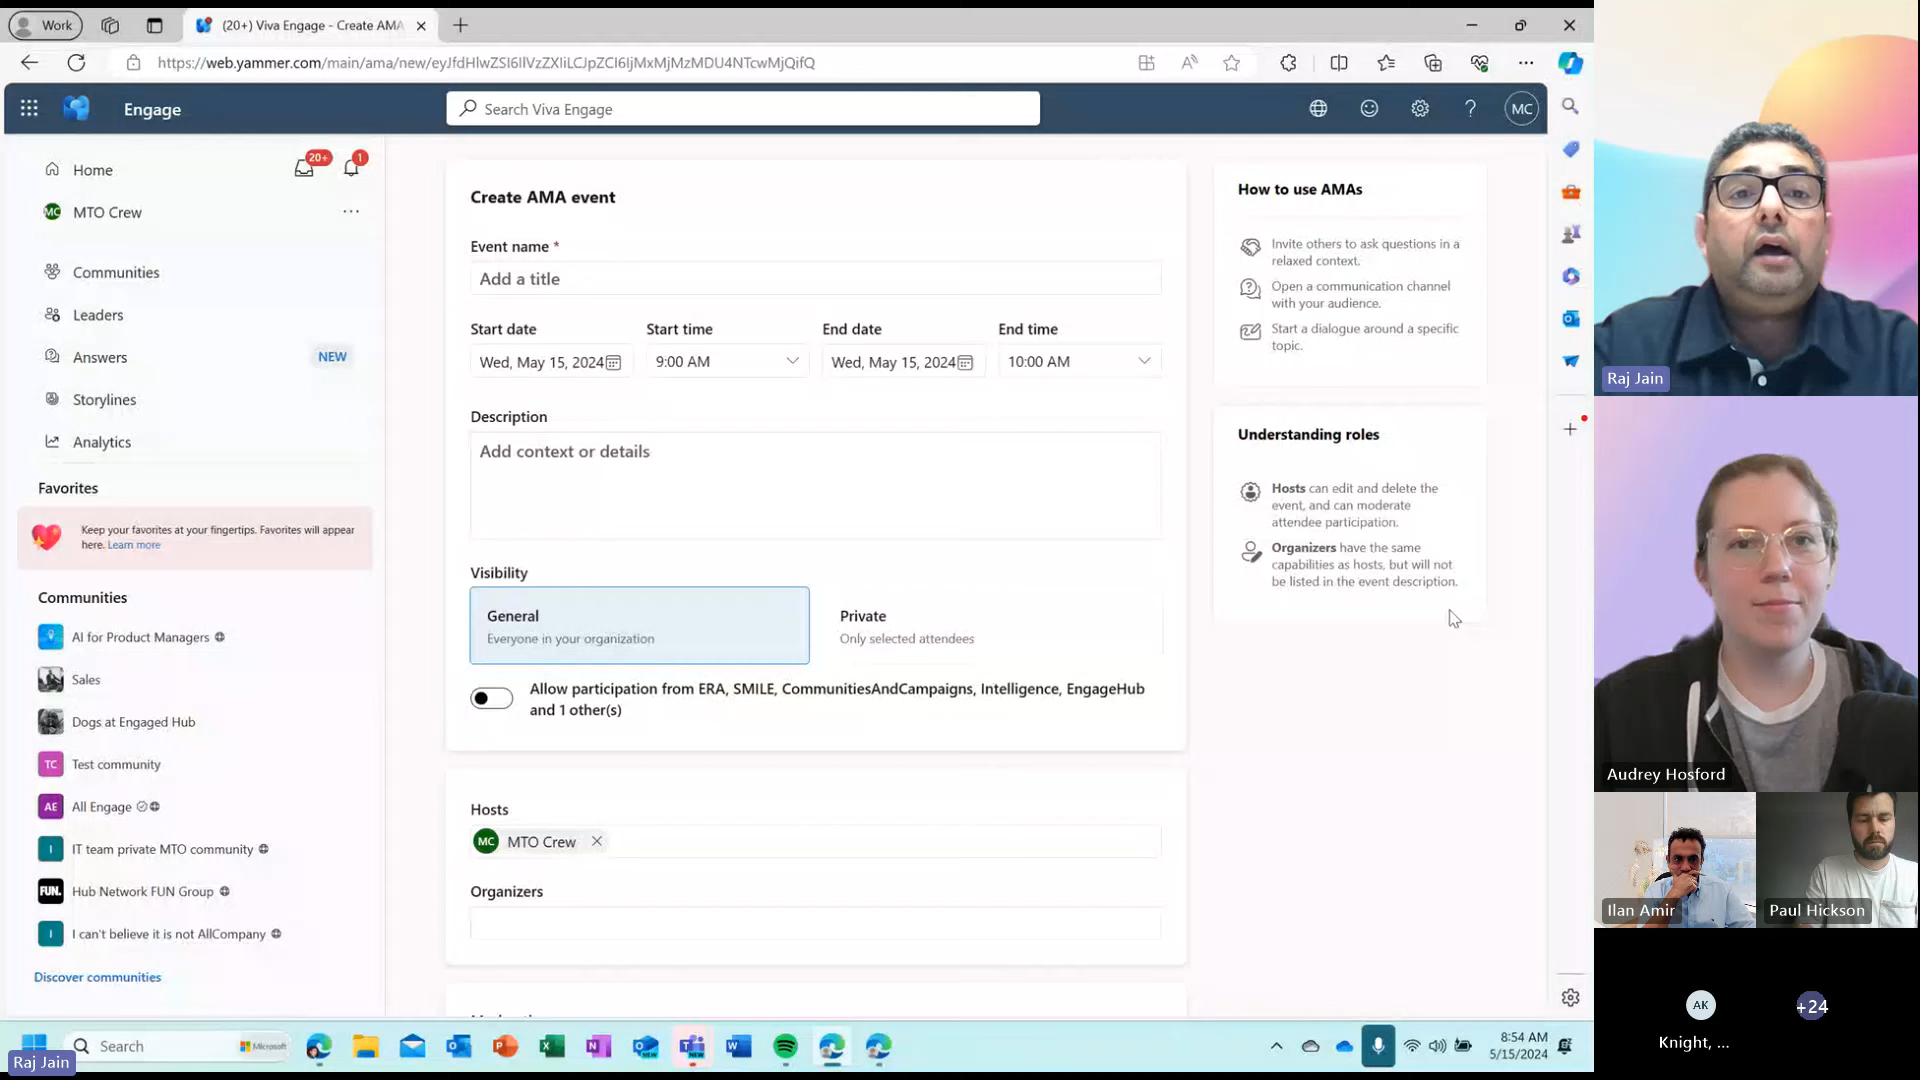 Work
(20+) Viva Engage - Create AMA
https://web.yammer.com/main/ama/new/eyJfdHlwZSI6IlVzZXIiLCJpZCI6IjMxMjMzMDU4NTcwMjQifQ
Engage
Search Viva Engage
MC
Home
20+
1
MC MTO Crew
Communities
Leaders
Answers
NEW
Storylines
Analytics
Favorites
Keep your favorites at your fingertips. Favorites will appear
here. Learn more
Communities
AI for Product Managers
Sales
Dogs at Engaged Hub
TC Test community
AE All Engage
I IT team private MTO community
FUN. Hub Network FUN Group
I I can't believe it is not AllCompany
Discover communities
Create AMA event
Event name *
Add a title
Start date
Start time
End date
End time
Wed, May 15, 2024
9:00 AM
Wed, May 15, 2024
10:00 AM
Description
Add context or details
Visibility
General
Everyone in your organization
Private
Only selected attendees
Allow participation from ERA, SMILE, CommunitiesAndCampaigns, Intelligence, EngageHub
and 1 other(s)
Hosts
MC MTO Crew
Organizers
How to use AMAs
Invite others to ask questions in a
relaxed context.
Open a communication channel
with your audience.
Start a dialogue around a specific
topic.
Understanding roles
Hosts can edit and delete the
event, and can moderate
attendee participation.
Organizers have the same
capabilities as hosts, but will not
be listed in the event description.
Raj Jain
Audrey Hosford
Ilan Amir
Paul Hickson
AK
+24
Knight, ...
Search
Microsoft
8:54 AM
5/15/2024
Raj Jain